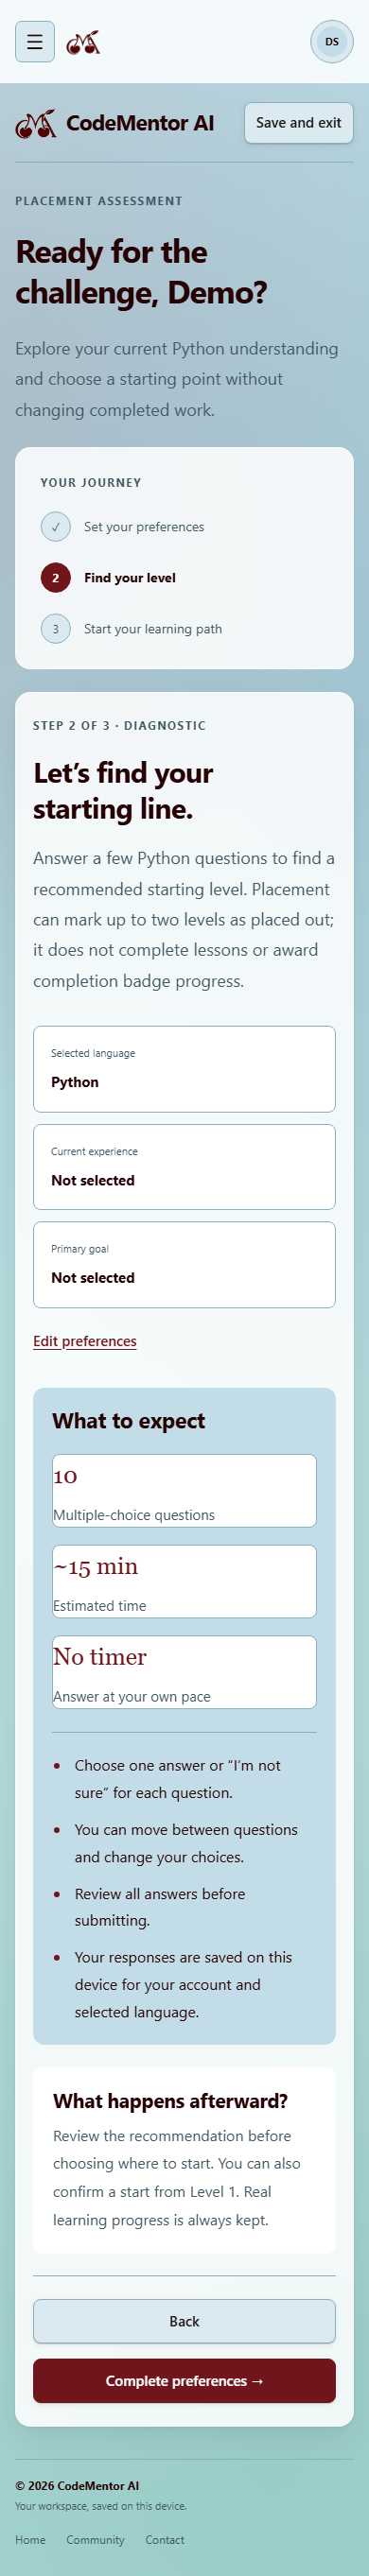 DS
CodeMentor AI
Save and exit
PLACEMENT ASSESSMENT
Ready for the
challenge, Demo?
Explore your current Python understanding
and choose a starting point without
changing completed work.
YOUR JOURNEY
✓ Set your preferences
2 Find your level
3 Start your learning path
STEP 2 OF 3 · DIAGNOSTIC
Let’s find your
starting line.
Answer a few Python questions to find a
recommended starting level. Placement
can mark up to two levels as placed out;
it does not complete lessons or award
completion badge progress.
Selected language
Python
Current experience
Not selected
Primary goal
Not selected
Edit preferences
What to expect
10
Multiple-choice questions
~15 min
Estimated time
No timer
Answer at your own pace
• Choose one answer or “I’m not
sure” for each question.
• You can move between questions
and change your choices.
• Review all answers before
submitting.
• Your responses are saved on this
device for your account and
selected language.
What happens afterward?
Review the recommendation before
choosing where to start. You can also
confirm a start from Level 1. Real
learning progress is always kept.
Back
Complete preferences →
© 2026 CodeMentor AI
Your workspace, saved on this device.
Home Community Contact